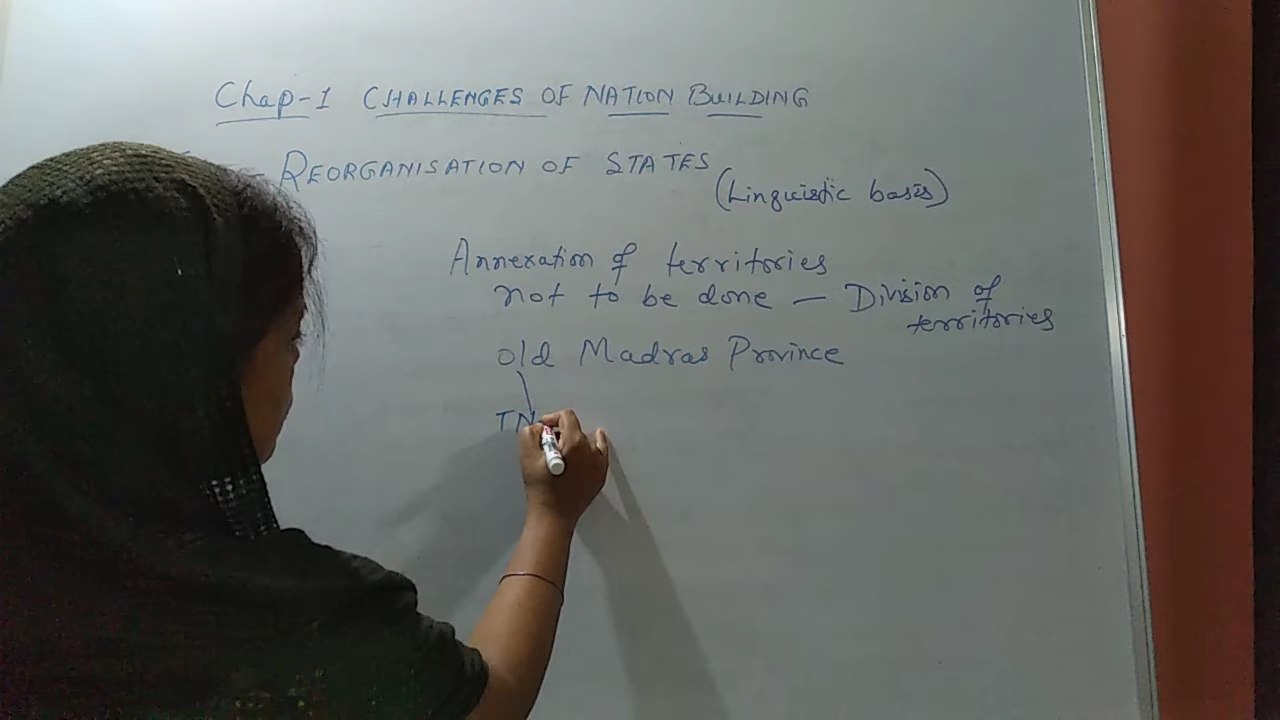 Chap-1 CHALLENGES OF NATION BUILDING
- REORGANISATION OF STATES
(Linguistic basis)
Annexation of territories
not to be done — Division of
territories
old Madras Province
TN